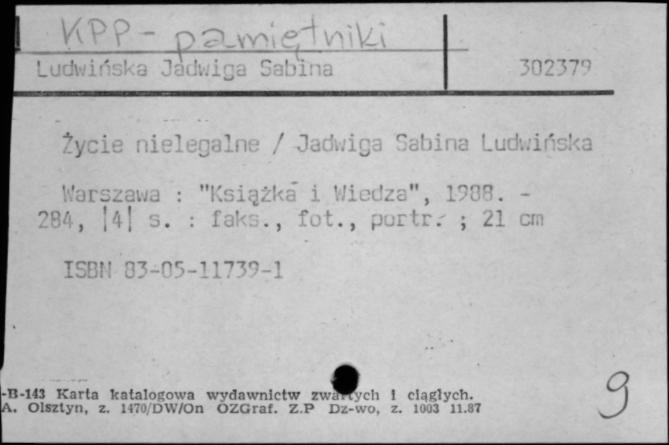 KPP - pamiętniki
Ludwińska Jadwiga Sabina 302379
Życie nielegalne / Jadwiga Sabina Ludwińska
Warszawa : "Książka i Wiedza", 1988. -
284, |4| s. : faks., fot., portr. ; 21 cm
ISBN 83-05-11739-1
-B-143 Karta katalogowa wydawnictw zwartych i ciągłych.
A. Olsztyn, z. 1470/DW/On OZGraf. Z.P Dz-wo, z. 1003 11.87
9